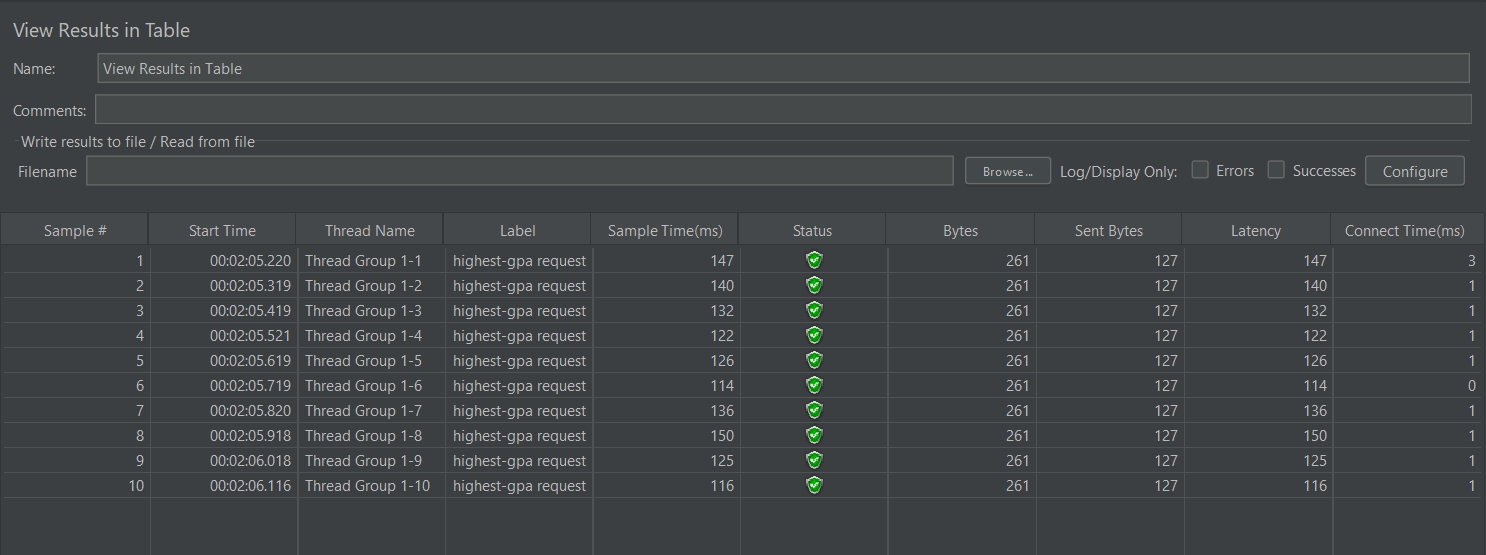 View Results in Table
Name: View Results in Table
Comments:
Write results to file / Read from file
Filename Browse... Log/Display Only: Errors Successes Configure
Sample # Start Time Thread Name Label Sample Time(ms) Status Bytes Sent Bytes Latency Connect Time(ms)
1 00:02:05.220 Thread Group 1-1 highest-gpa request 147 261 127 147 3
2 00:02:05.319 Thread Group 1-2 highest-gpa request 140 261 127 140 1
3 00:02:05.419 Thread Group 1-3 highest-gpa request 132 261 127 132 1
4 00:02:05.521 Thread Group 1-4 highest-gpa request 122 261 127 122 1
5 00:02:05.619 Thread Group 1-5 highest-gpa request 126 261 127 126 1
6 00:02:05.719 Thread Group 1-6 highest-gpa request 114 261 127 114 0
7 00:02:05.820 Thread Group 1-7 highest-gpa request 136 261 127 136 1
8 00:02:05.918 Thread Group 1-8 highest-gpa request 150 261 127 150 1
9 00:02:06.018 Thread Group 1-9 highest-gpa request 125 261 127 125 1
10 00:02:06.116 Thread Group 1-10 highest-gpa request 116 261 127 116 1